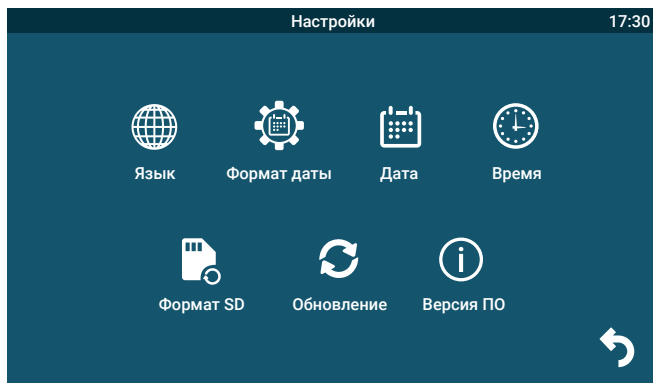 Настройки 17:30
Язык Формат даты Дата Время
Формат SD Обновление Версия ПО